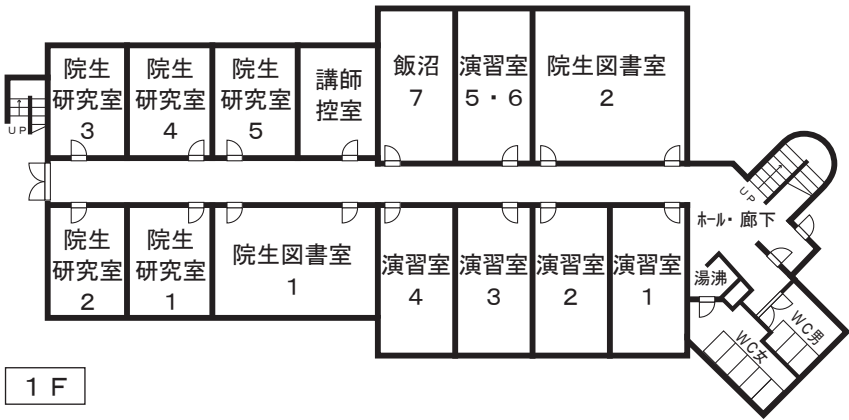 院生
研究室
3
院生
研究室
4
院生
研究室
5
講師
控室
飯沼
7
演習室
5・6
院生図書室
2
UP
UP
ホール・廊下
院生
研究室
2
院生
研究室
1
院生図書室
1
演習室
4
演習室
3
演習室
2
演習室
1
湯沸
WC男
WC女
1F